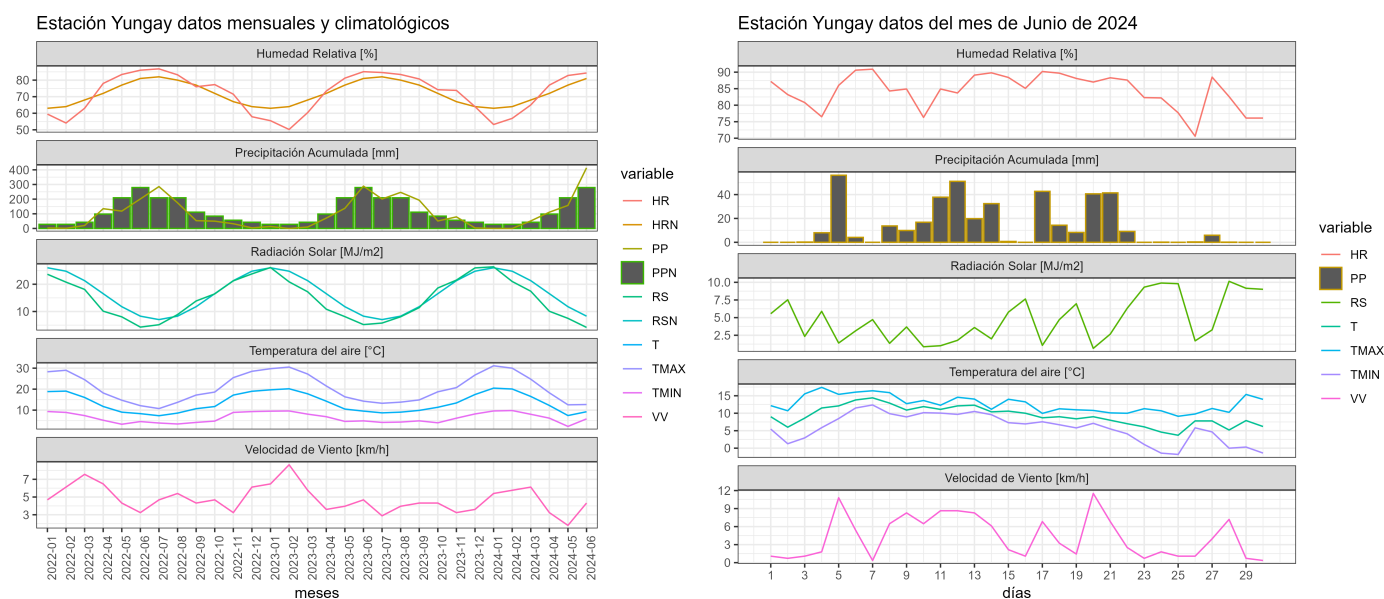 Estación Yungay datos mensuales y climatológicos
Humedad Relativa [%]
80
70
60
50
Precipitación Acumulada [mm]
400
300
200
100
0
Radiación Solar [MJ/m2]
20
10
Temperatura del aire [°C]
30
20
10
Velocidad de Viento [km/h]
7
5
3
2022-01
2022-02
2022-03
2022-04
2022-05
2022-06
2022-07
2022-08
2022-09
2022-10
2022-11
2022-12
2023-01
2023-02
2023-03
2023-04
2023-05
2023-06
2023-07
2023-08
2023-09
2023-10
2023-11
2023-12
2024-01
2024-02
2024-03
2024-04
2024-05
2024-06
meses
variable
HR
HRN
PP
PPN
RS
RSN
T
TMAX
TMIN
VV
Estación Yungay datos del mes de Junio de 2024
Humedad Relativa [%]
90
85
80
75
70
Precipitación Acumulada [mm]
40
20
0
Radiación Solar [MJ/m2]
10.0
7.5
5.0
2.5
Temperatura del aire [°C]
15
10
5
0
Velocidad de Viento [km/h]
12
9
6
3
0
1 3 5 7 9 11 13 15 17 19 21 23 25 27 29
días
variable
HR
PP
RS
T
TMAX
TMIN
VV